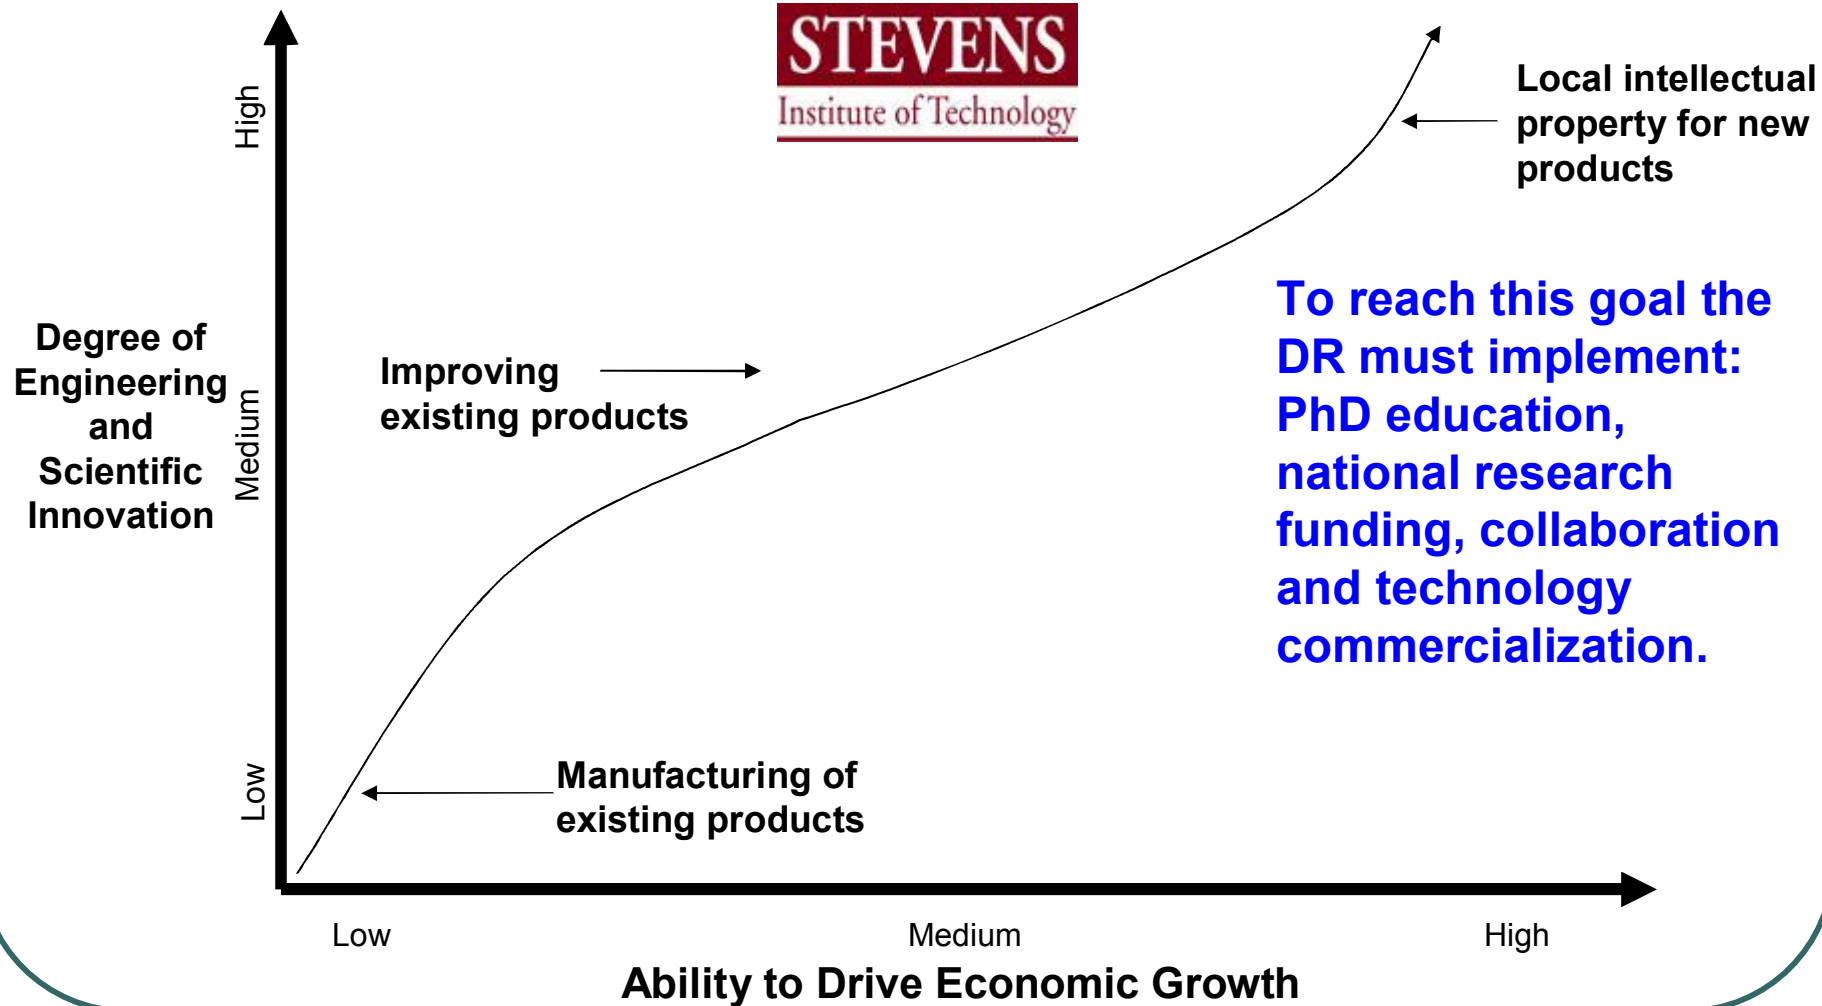 STEVENS
Institute of Technology
High
Local intellectual
property for new
products
Degree of
Engineering
and
Scientific
Innovation
Medium
Improving
existing products
To reach this goal the
DR must implement:
PhD education,
national research
funding, collaboration
and technology
commercialization.
Low
Manufacturing of
existing products
Low
Medium
High
Ability to Drive Economic Growth